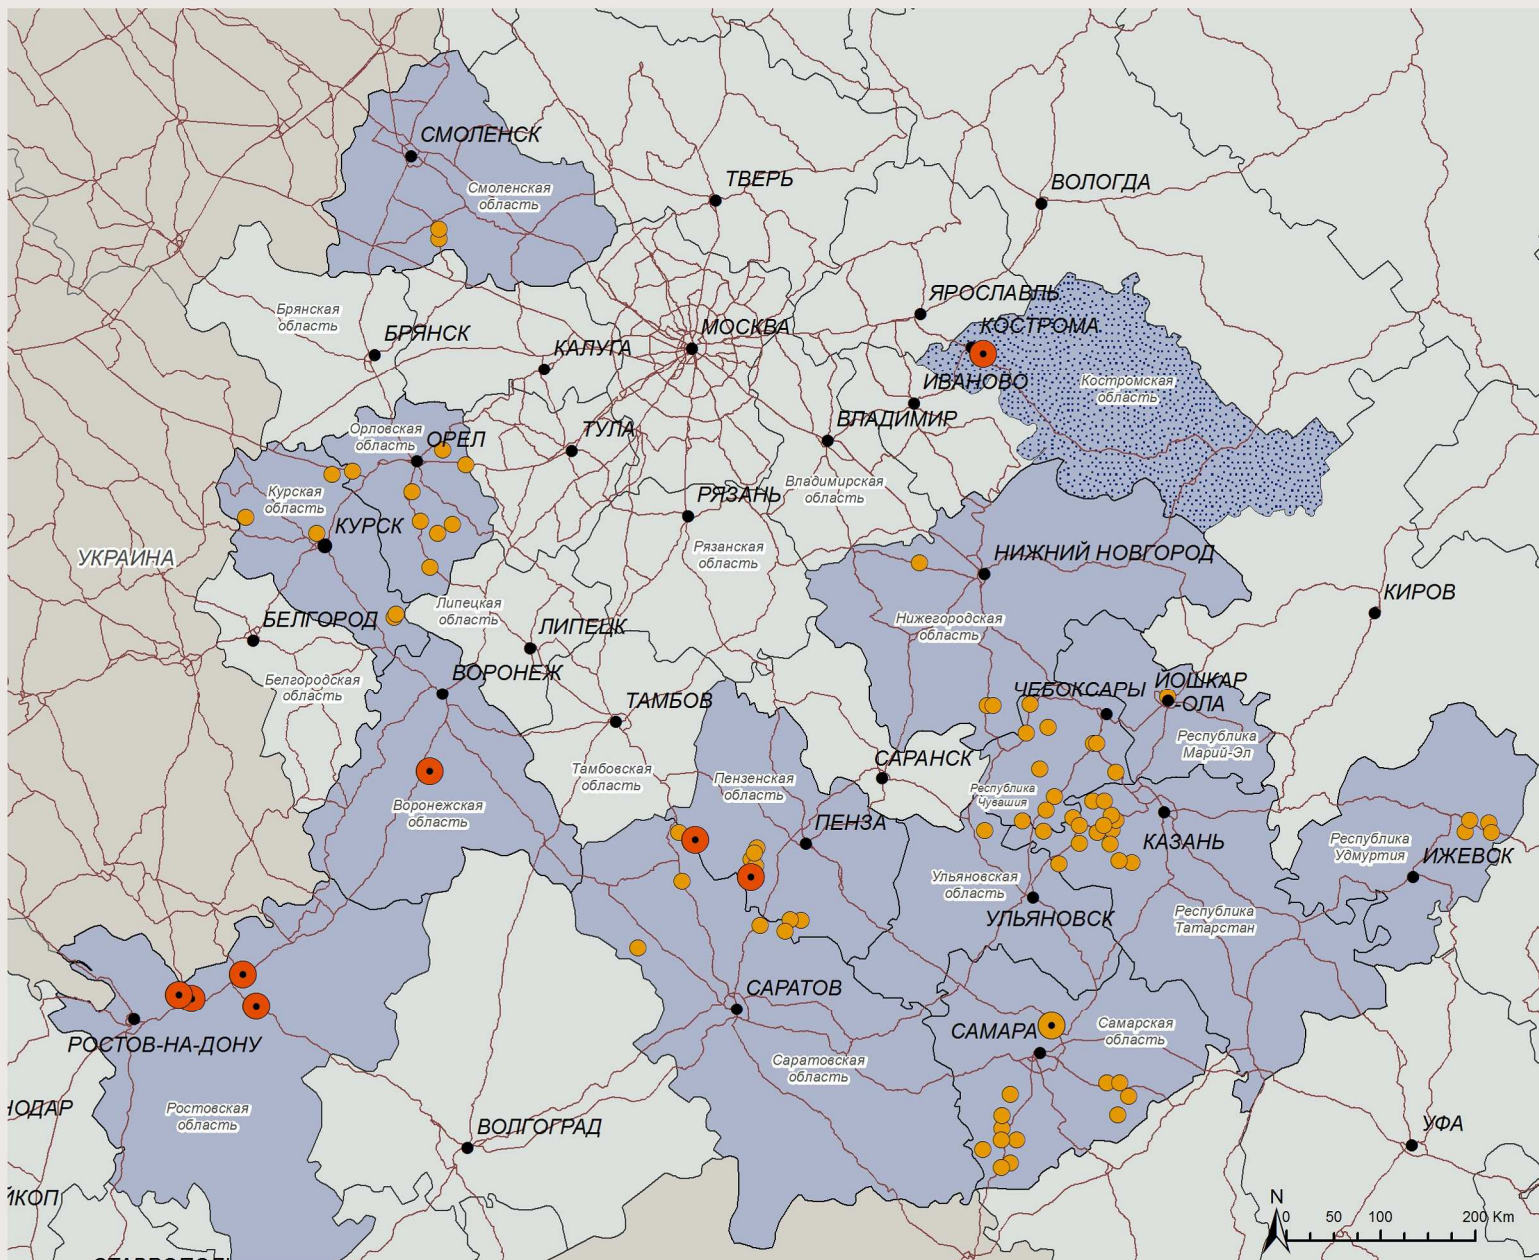 СМОЛЕНСК
Смоленская
область
ТВЕРЬ
ВОЛОГДА
ЯРОСЛАВЛЬ
КОСТРОМА
Брянская
область
БРЯНСК
КАЛУГА
МОСКВА
ИВАНОВО
Костромская
область
ВЛАДИМИР
Орловская
область
ОРЕЛ
ТУЛА
Курская
область
РЯЗАНЬ
Владимирская
область
КУРСК
УКРАИНА
Рязанская
область
НИЖНИЙ НОВГОРОД
КИРОВ
БЕЛГОРОД
Липецкая
область
ЛИПЕЦК
Нижегородская
область
Белгородская
область
ВОРОНЕЖ
ТАМБОВ
ЧЕБОКСАРЫ
ЙОШКАР
-ОЛА
Республика
Марий-Эл
САРАНСК
Тамбовская
область
Пензенская
область
Республика
Чувашия
Воронежская
область
ПЕНЗА
КАЗАНЬ
Республика
Удмуртия
ИЖЕВСК
Ульяновская
область
УЛЬЯНОВСК
Республика
Татарстан
САРАТОВ
САМАРА
Самарская
область
РОСТОВ-НА-ДОНУ
Саратовская
область
Ростовская
область
НОДАР
ВОЛГОГРАД
УФА
ЙКОП
N
0 50 100 200 Km